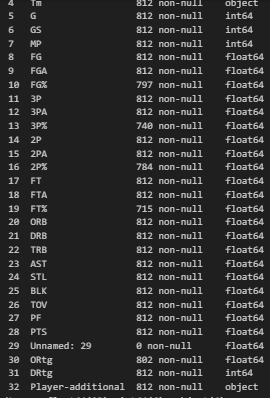 4 Tm 812 non-null object
5 G 812 non-null int64
6 GS 812 non-null int64
7 MP 812 non-null int64
8 FG 812 non-null float64
9 FGA 812 non-null float64
10 FG% 797 non-null float64
11 3P 812 non-null float64
12 3PA 812 non-null float64
13 3P% 740 non-null float64
14 2P 812 non-null float64
15 2PA 812 non-null float64
16 2P% 784 non-null float64
17 FT 812 non-null float64
18 FTA 812 non-null float64
19 FT% 715 non-null float64
20 ORB 812 non-null float64
21 DRB 812 non-null float64
22 TRB 812 non-null float64
23 AST 812 non-null float64
24 STL 812 non-null float64
25 BLK 812 non-null float64
26 TOV 812 non-null float64
27 PF 812 non-null float64
28 PTS 812 non-null float64
29 Unnamed: 29 0 non-null float64
30 ORtg 802 non-null float64
31 DRtg 812 non-null int64
32 Player-additional 812 non-null object